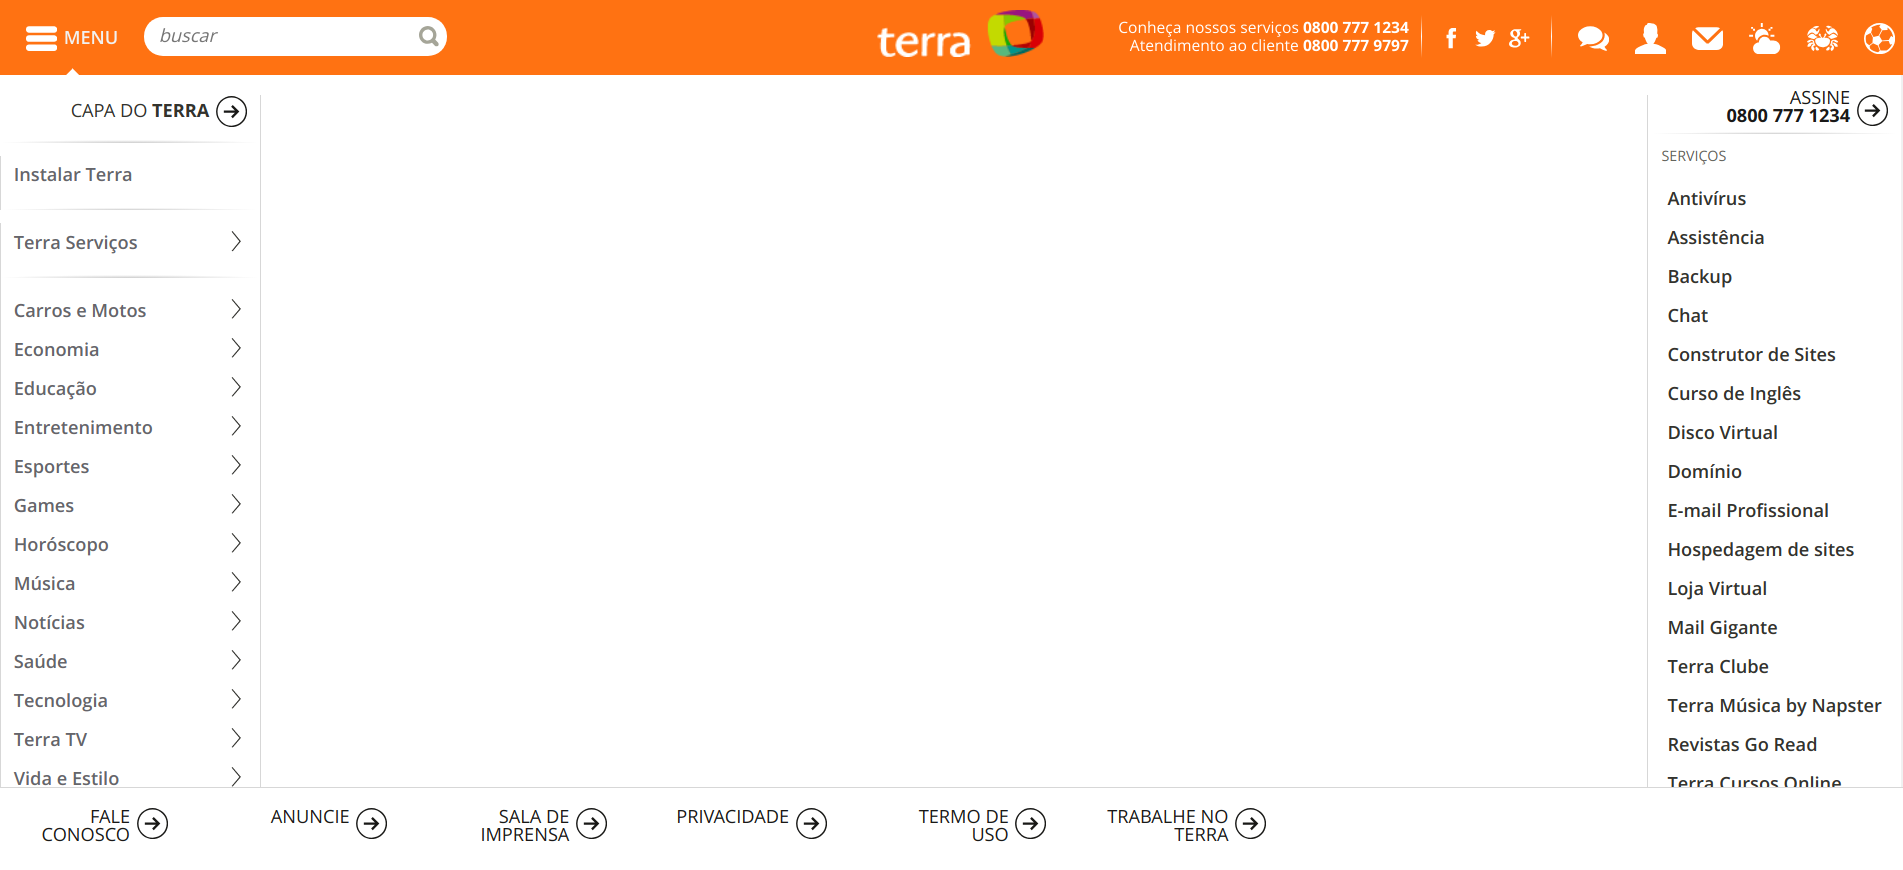 MENU
buscar
terra
Conheça nossos serviços 0800 777 1234
Atendimento ao cliente 0800 777 9797
CAPA DO TERRA
Instalar Terra
Terra Serviços
Carros e Motos
Economia
Educação
Entretenimento
Esportes
Games
Horóscopo
Música
Notícias
Saúde
Tecnologia
Terra TV
Vida e Estilo
ASSINE
0800 777 1234
SERVIÇOS
Antivírus
Assistência
Backup
Chat
Construtor de Sites
Curso de Inglês
Disco Virtual
Domínio
E-mail Profissional
Hospedagem de sites
Loja Virtual
Mail Gigante
Terra Clube
Terra Música by Napster
Revistas Go Read
Terra Cursos Online
FALE
CONOSCO
ANUNCIE
SALA DE
IMPRENSA
PRIVACIDADE
TERMO DE
USO
TRABALHE NO
TERRA